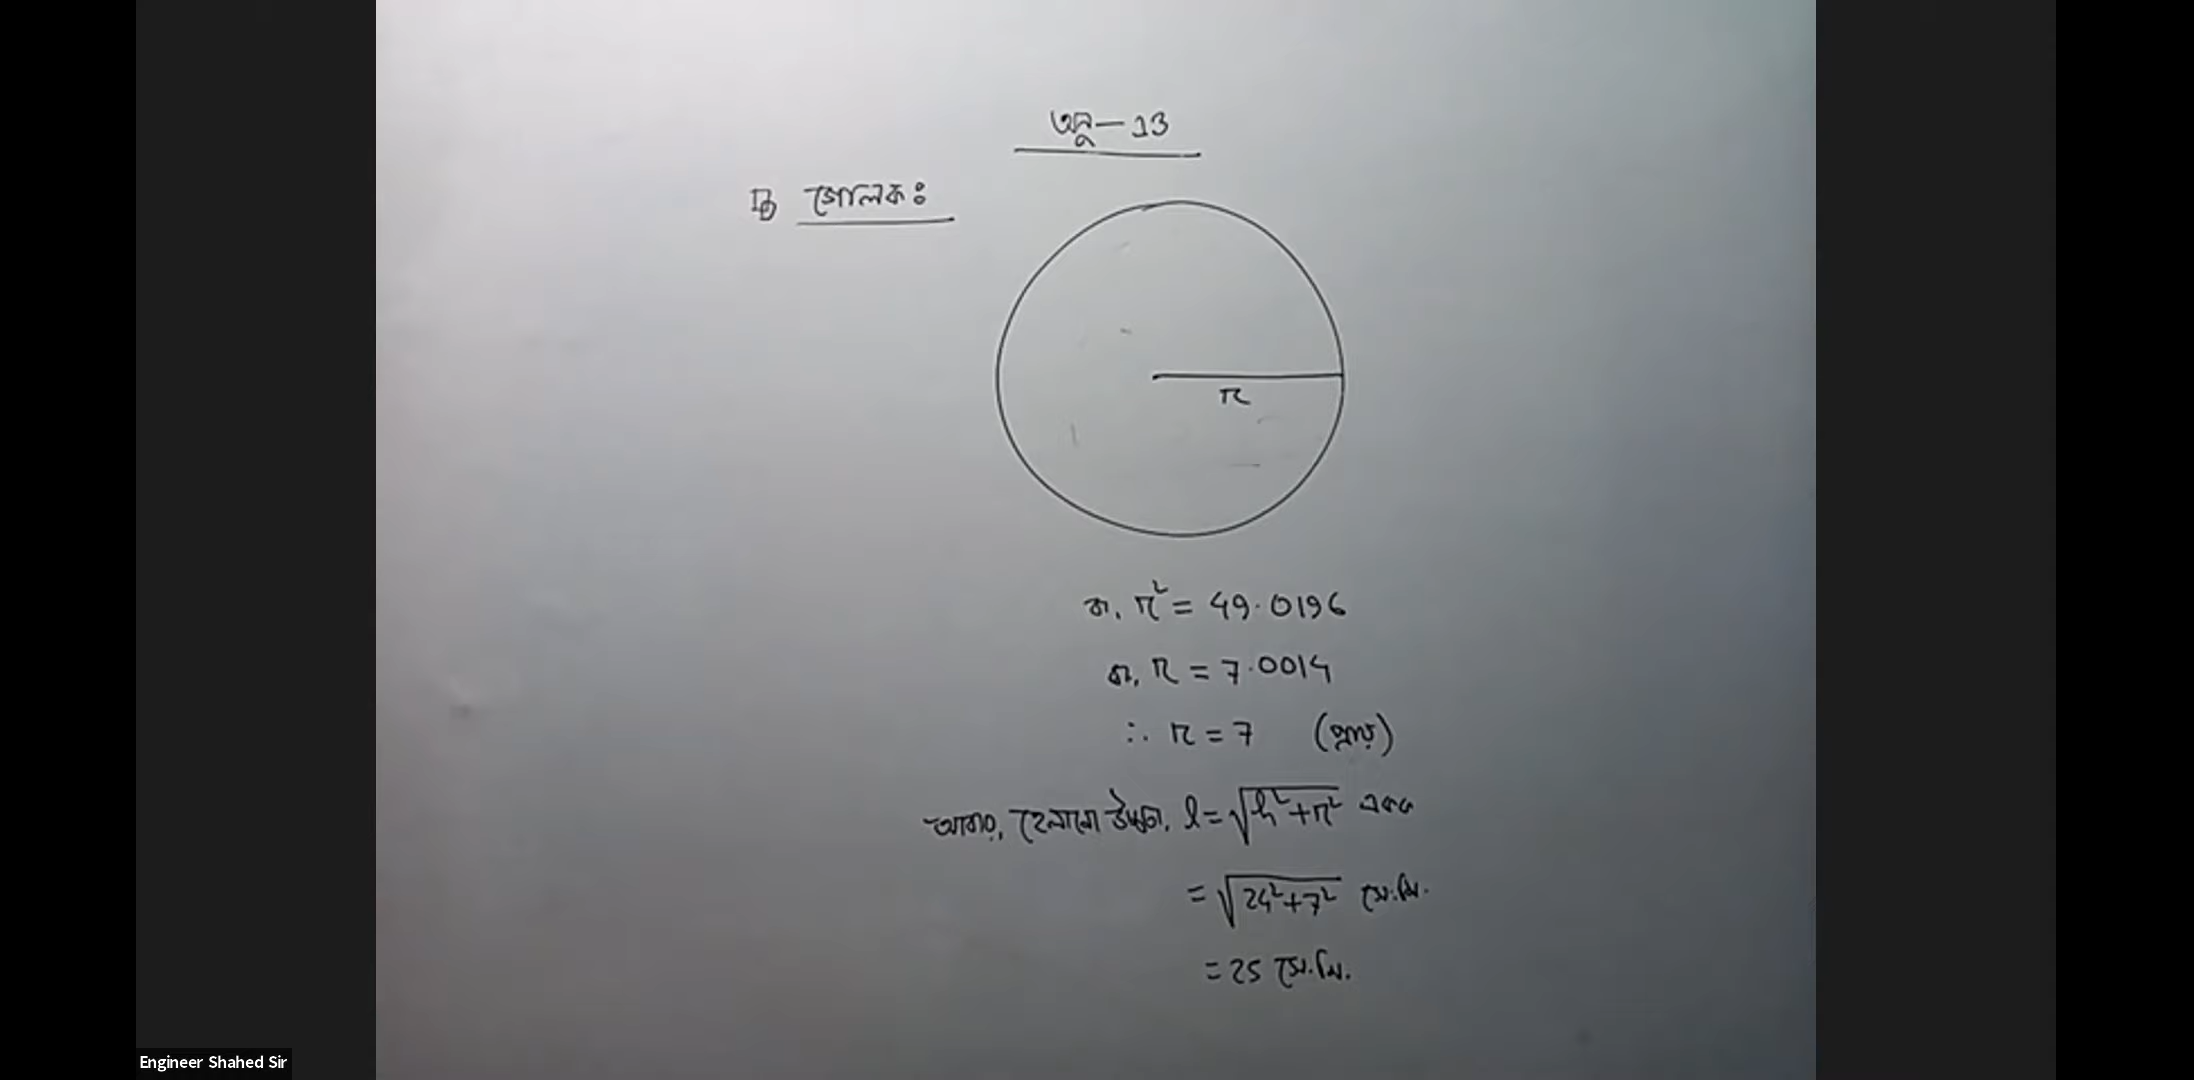 অনু—13
গোলকঃ
r
বা, r² = 49.0196
বা, r = 7.0014
∴ r = 7 (প্রায়)
আবার, হেলানো উচ্চতা, l = √(h²+r²) একক
= √(24²+7²) সে.মি.
= 25 সে.মি.
Engineer Shahed Sir